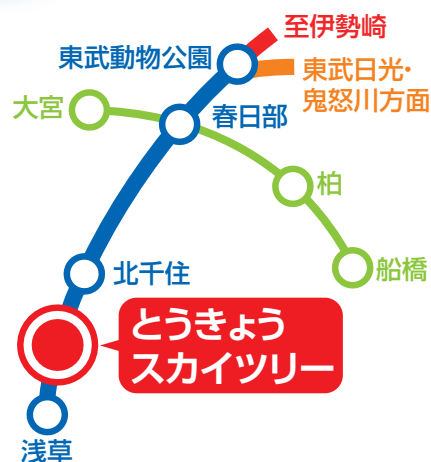 至伊勢崎
東武動物公園
東武日光・
鬼怒川方面
大宮
春日部
柏
船橋
北千住
とうきょう
スカイツリー
浅草